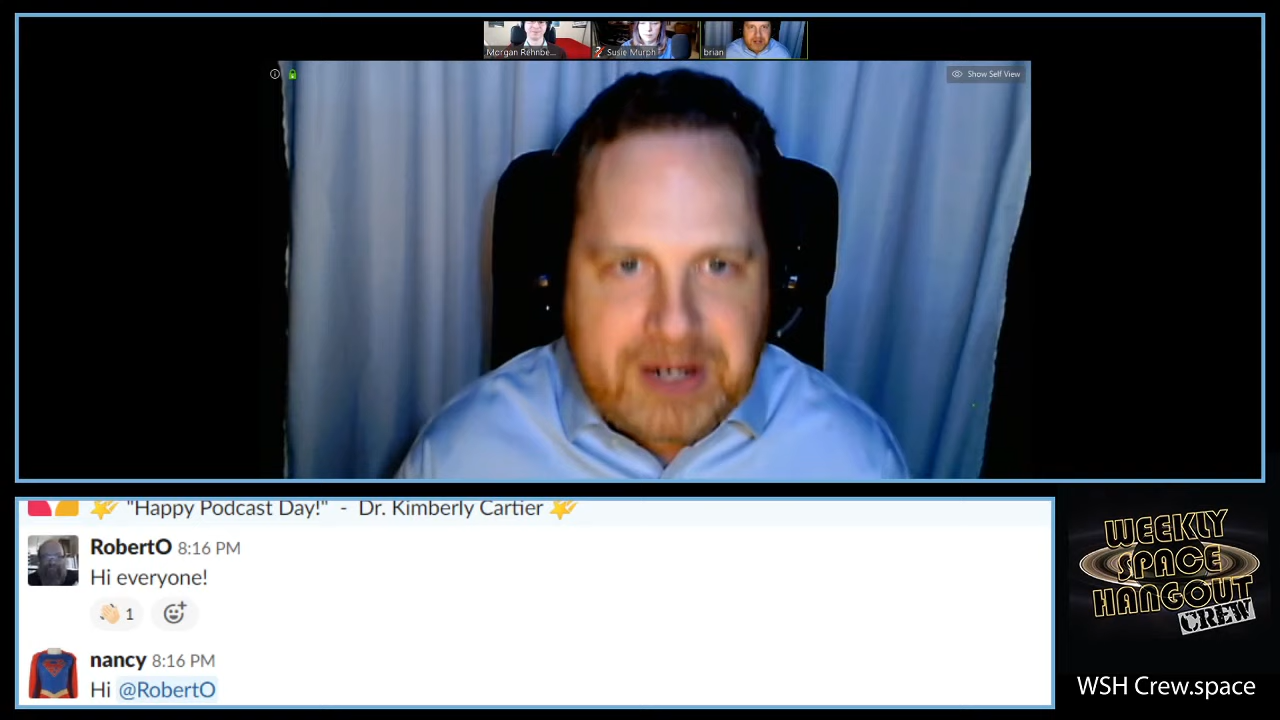 Morgan Rehnbe...
Susie Murph
brian
Show Self View
"Happy Podcast Day!" - Dr. Kimberly Cartier
RobertO 8:16 PM
Hi everyone!
1
nancy 8:16 PM
Hi @RobertO
WEEKLY
SPACE
HANGOUT
CREW
WSH Crew.space